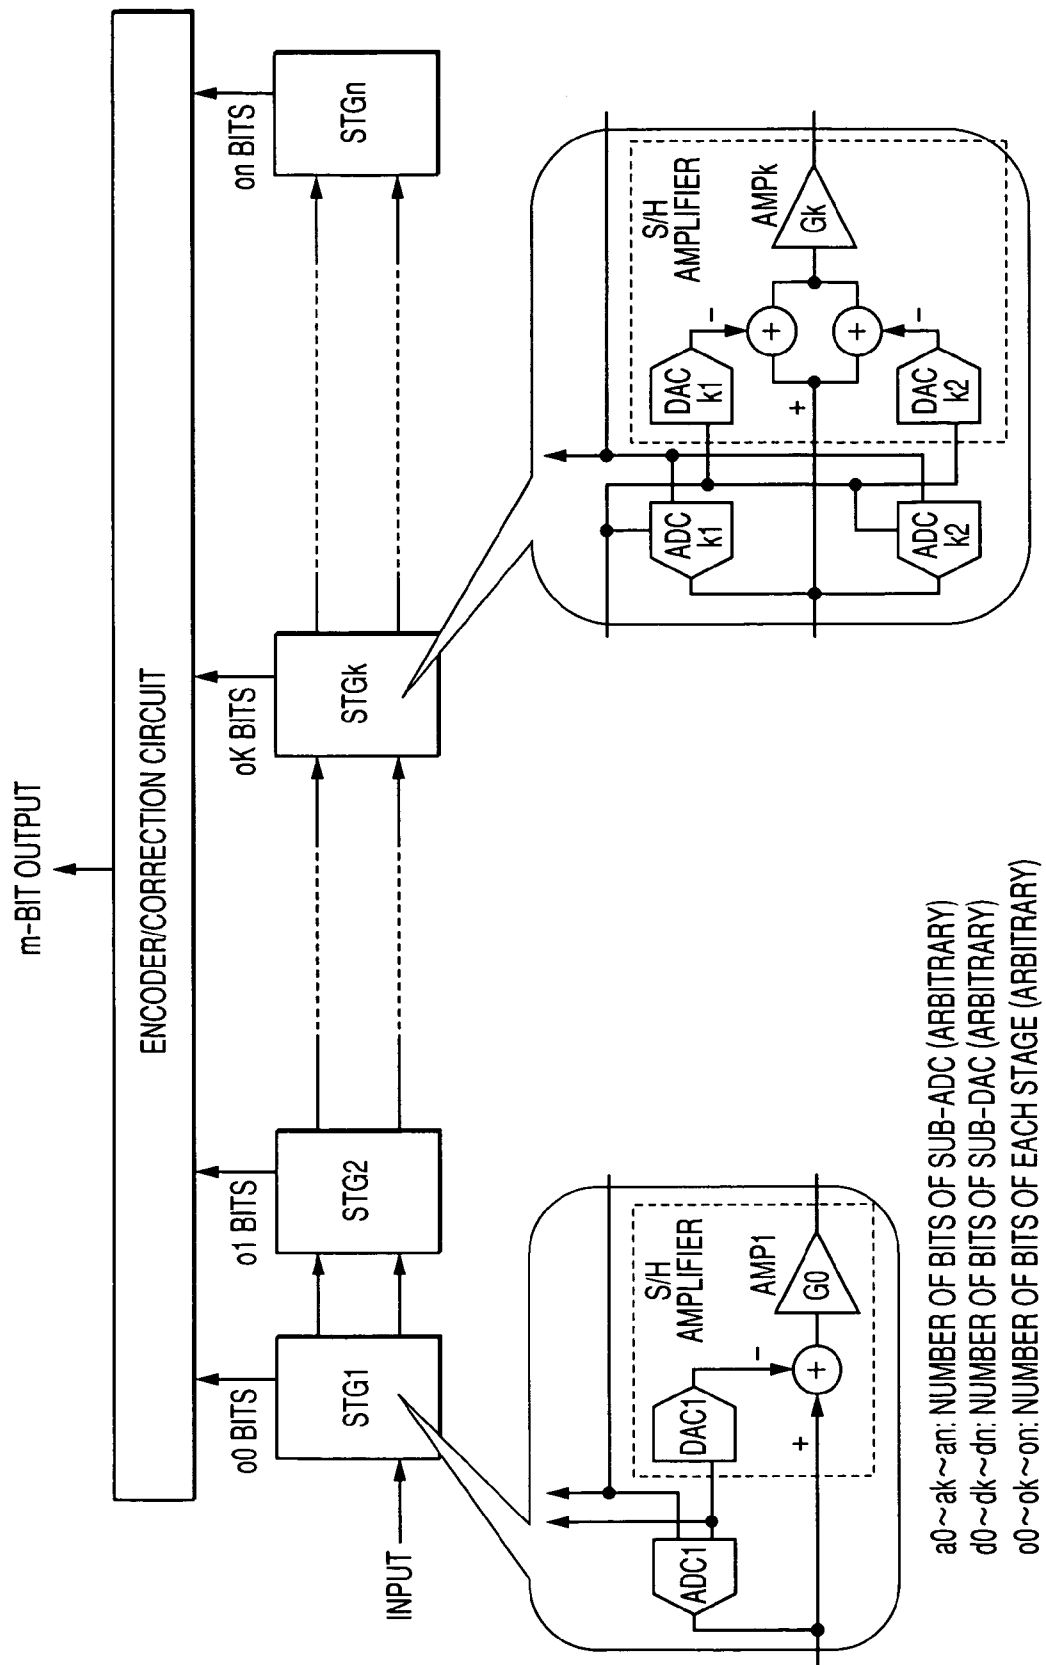 m-BIT OUTPUT
ENCODER/CORRECTION CIRCUIT
o0 BITS
o1 BITS
oK BITS
on BITS
INPUT
STG1
STG2
STGk
STGn
S/H
AMPLIFIER
AMP1
ADC1
DAC1
-
+
+
G0
S/H
AMPLIFIER
AMPk
ADC
k1
DAC
k1
-
+
+
Gk
+
-
ADC
k2
DAC
k2
a0~ak~an: NUMBER OF BITS OF SUB-ADC (ARBITRARY)
d0~dk~dn: NUMBER OF BITS OF SUB-DAC (ARBITRARY)
o0~ok~on: NUMBER OF BITS OF EACH STAGE (ARBITRARY)